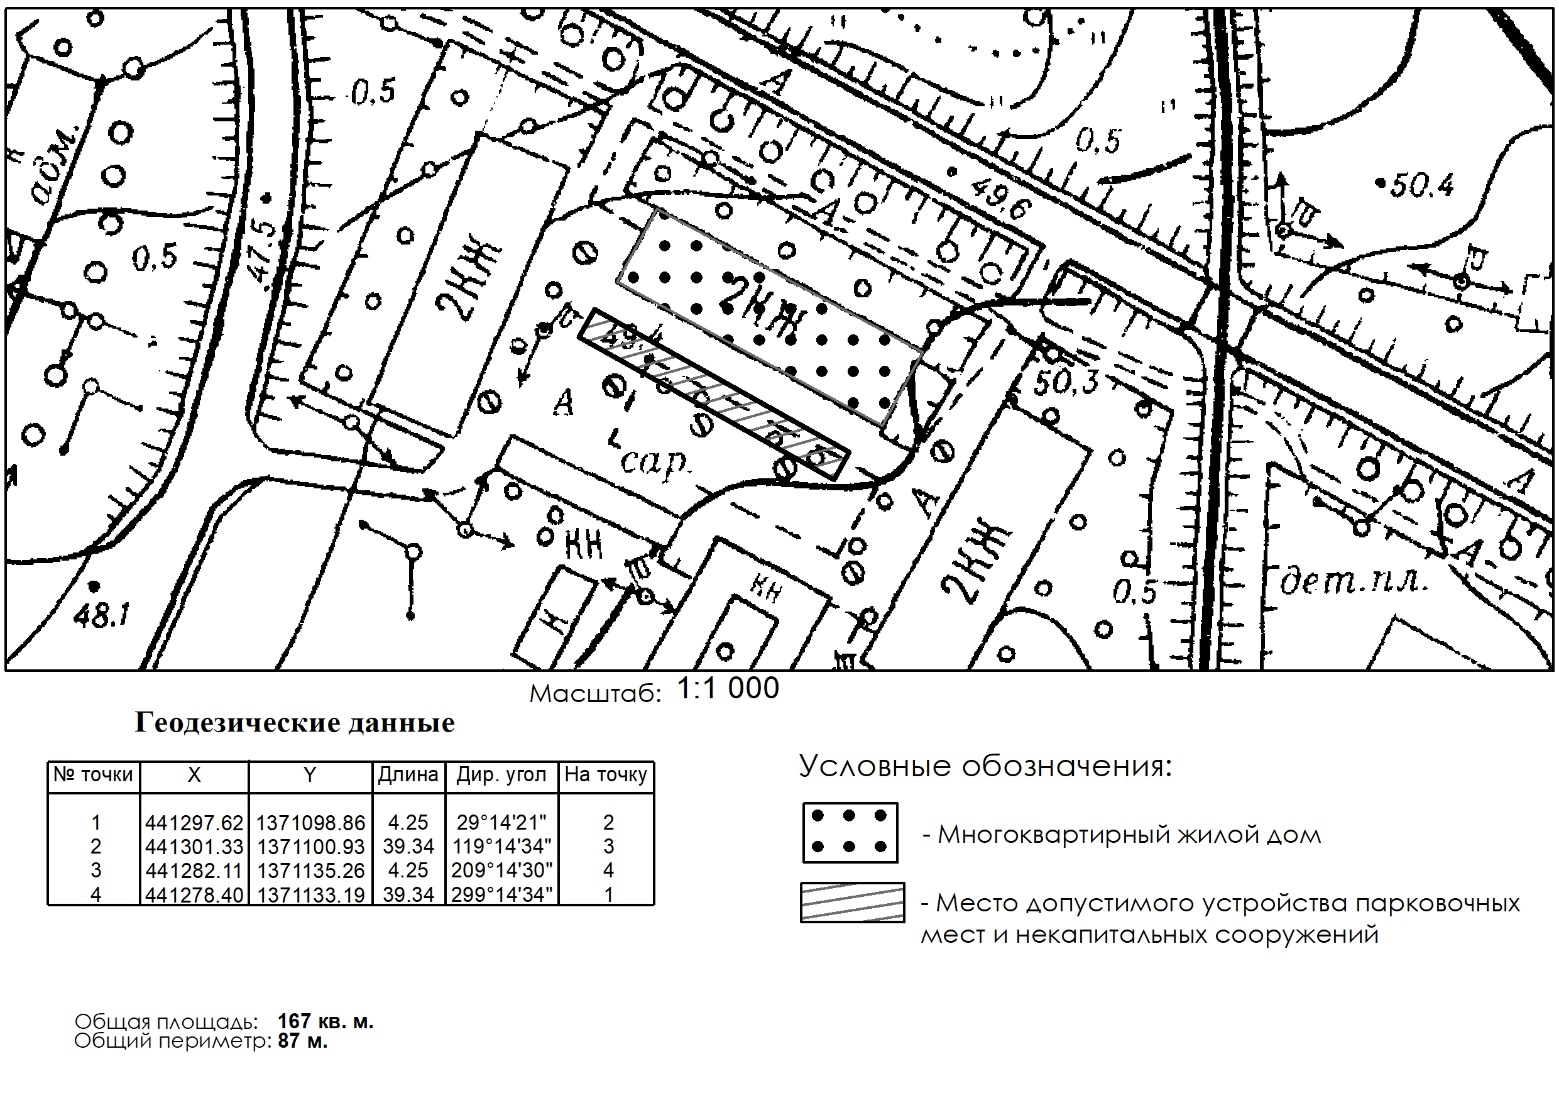 А
0,5
0,5
адм.
к
49.6
50.4
Ш
Ш
А
0,5
47.5
2КЖ
2КЖ
Ш
49.4
50.3
А
сар.
А
А
2КЖ
КН
Ш
КН
К
А
дет.пл.
0,5
48.1
Ш
Масштаб: 1:1 000
Геодезические данные
№ точки X Y Длина Дир. угол На точку
1 441297.62 1371098.86 4.25 29°14'21" 2
2 441301.33 1371100.93 39.34 119°14'34" 3
3 441282.11 1371135.26 4.25 209°14'30" 4
4 441278.40 1371133.19 39.34 299°14'34" 1
Условные обозначения:
- Многоквартирный жилой дом
- Место допустимого устройства парковочных
мест и некапитальных сооружений
Общая площадь: 167 кв. м.
Общий периметр: 87 м.